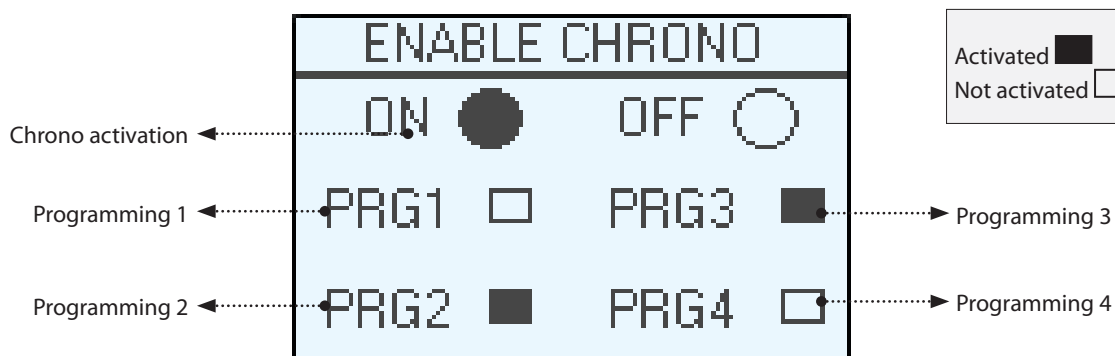 ENABLE CHRONO
Activated
Not activated
ON OFF
Chrono activation
PRG1 PRG3
Programming 1
Programming 3
PRG2 PRG4
Programming 2
Programming 4